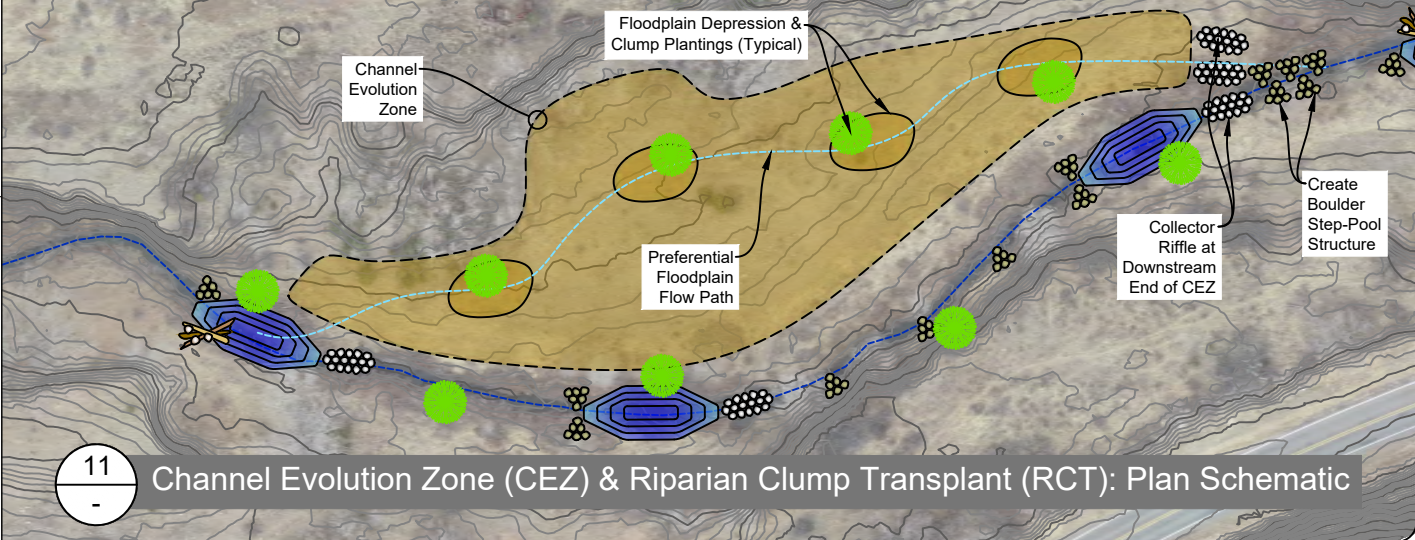 Floodplain Depression &
Clump Plantings (Typical)
Channel
Evolution
Zone
Preferential
Floodplain
Flow Path
Collector
Riffle at
Downstream
End of CEZ
Create
Boulder
Step-Pool
Structure
11
-
Channel Evolution Zone (CEZ) & Riparian Clump Transplant (RCT): Plan Schematic